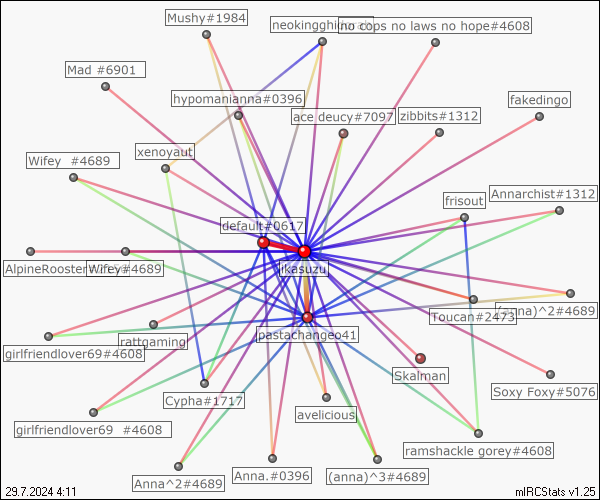 Mushy#1984
no cops no laws no hope#4608
Mad #6901
hypomanianna#0396
ace deucy#7097
zibbits#1312
fakedingo
xenoyaut
Wifey #4689
frisout
Annarchist#1312
default#0617
ikasuzu
Wifey#4689
Toucan#2473
(anna)^2#4689
pastachangeo41
rattgaming
girlfriendlover69#4608
Skalman
Cypha#1717
Soxy Foxy#5076
avelicious
girlfriendlover69 #4608
ramshackle gorey#4608
Anna^2#4689
Anna.#0396
(anna)^3#4689
29.7.2024 4:11
mIRCStats v1.25